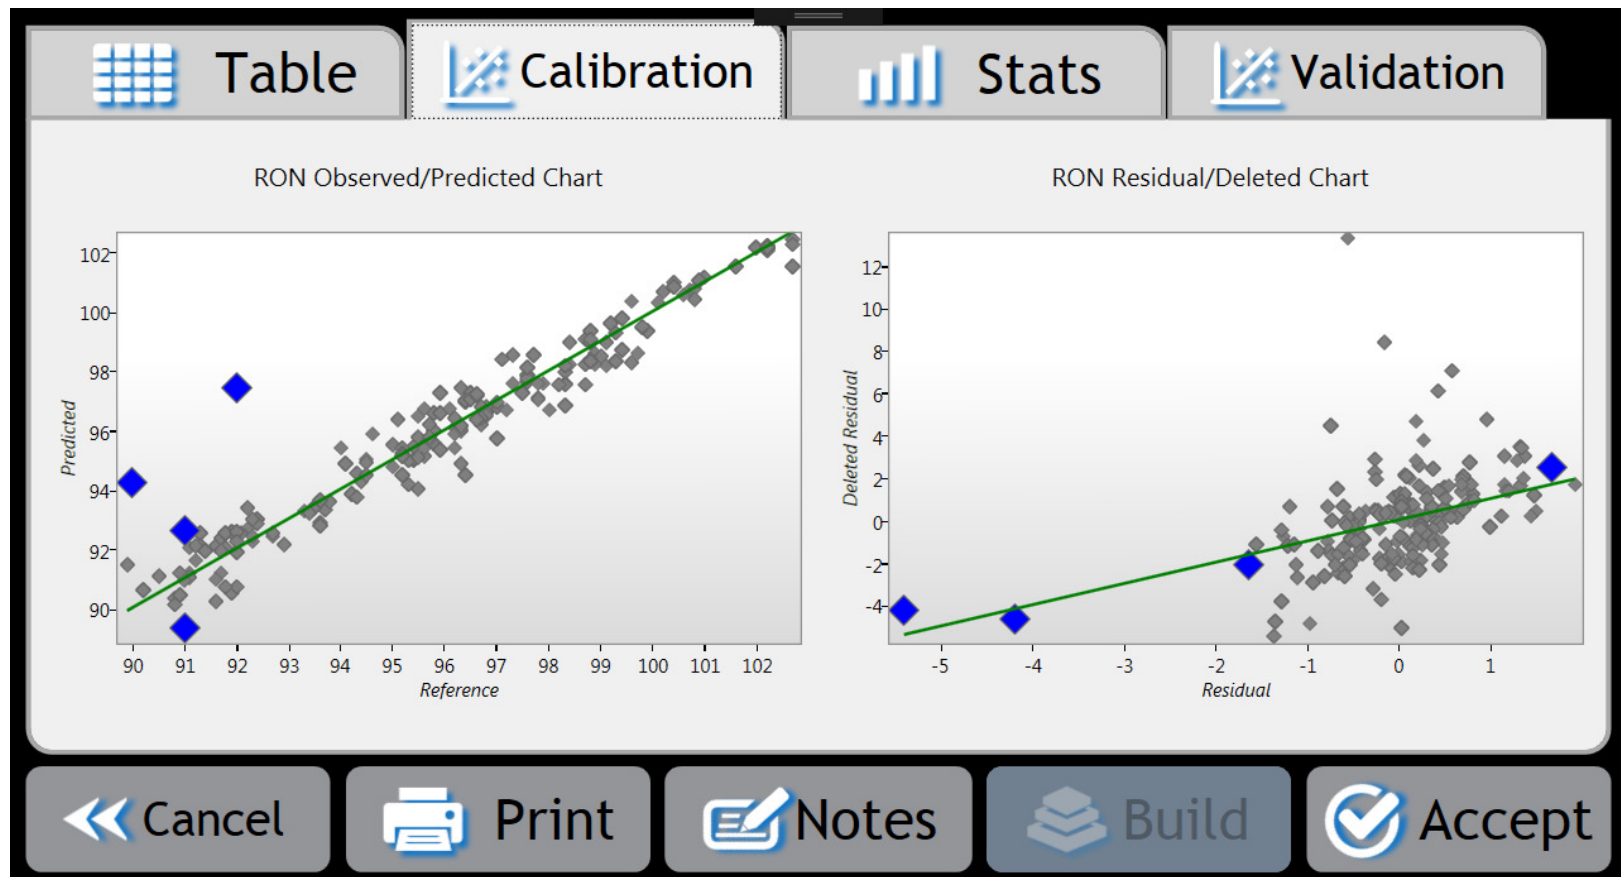 Table
Calibration
Stats
Validation
RON Observed/Predicted Chart
RON Residual/Deleted Chart
Predicted
102
100
98
96
94
92
90
90 91 92 93 94 95 96 97 98 99 100 101 102
Reference
Deleted Residual
12
10
8
6
4
2
0
-2
-4
-5 -4 -3 -2 -1 0 1
Residual
Cancel
Print
Notes
Build
Accept